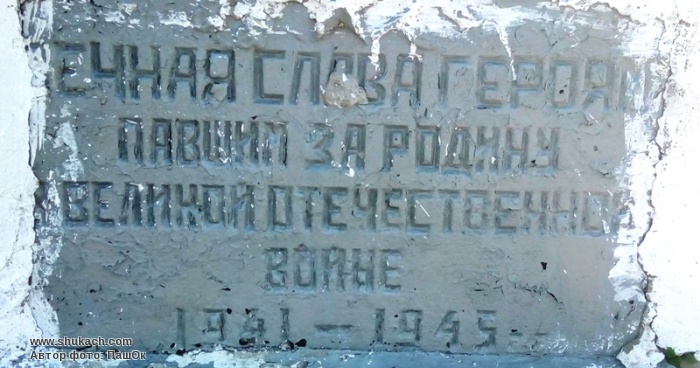 ЕЧНАЯ СЛАВА ГЕРОЯМ
ПАВШИМ ЗА РОДИНУ
ВЕЛИКОЙ ОТЕЧЕСТВЕННОЙ
ВОЙНЕ
1941 — 1945
www.shukach.com
Автор фото: ПашОк